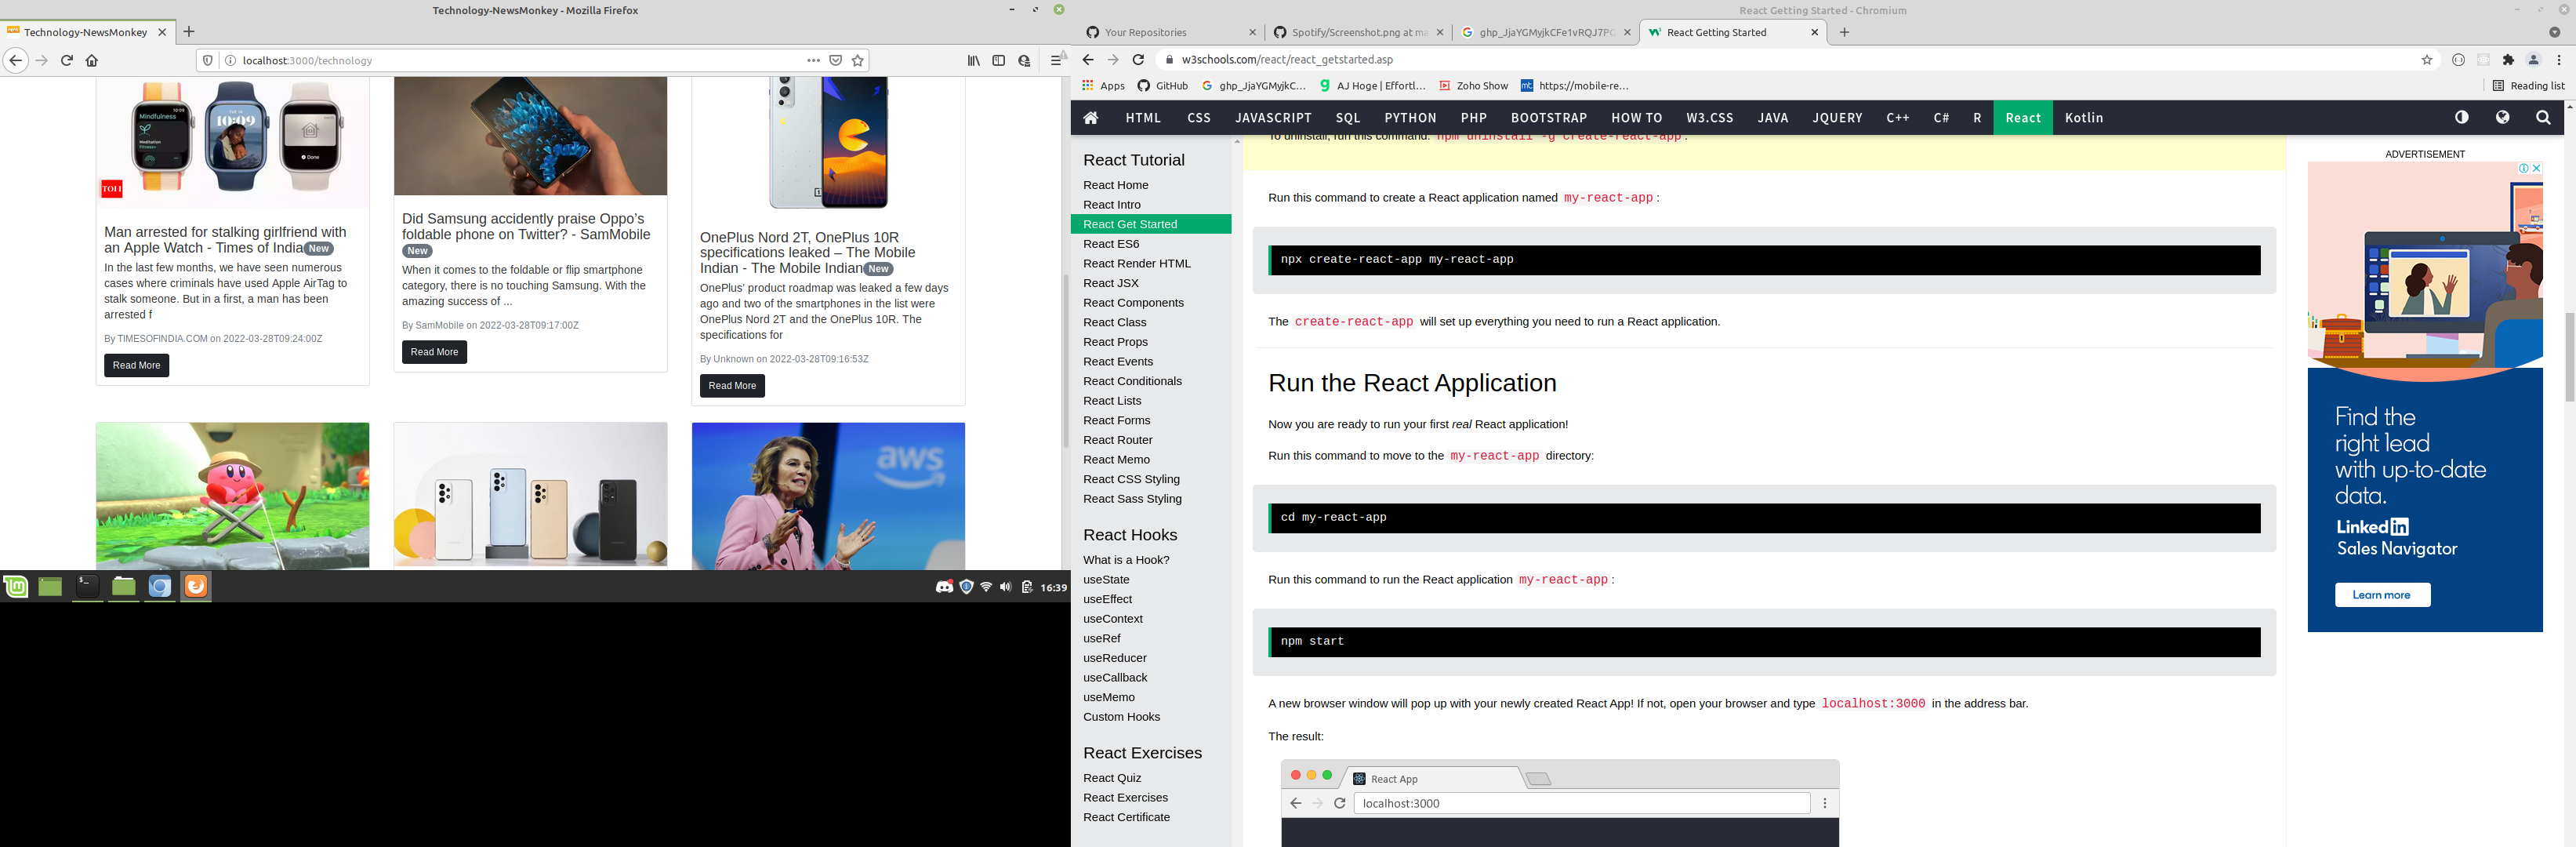 Technology-NewsMonkey - Mozilla Firefox
Technology-NewsMonkey
localhost:3000/technology
Mindfulness
Meditation
10:09
Done
TOI
Man arrested for stalking girlfriend with
an Apple Watch - Times of India New
In the last few months, we have seen numerous
cases where criminals have used Apple AirTag to
stalk someone. But in a first, a man has been
arrested f
By TIMESOFINDIA.COM on 2022-03-28T09:24:00Z
Read More
Did Samsung accidently praise Oppo’s
foldable phone on Twitter? - SamMobile
New
When it comes to the foldable or flip smartphone
category, there is no touching Samsung. With the
amazing success of ...
By SamMobile on 2022-03-28T09:17:00Z
Read More
OnePlus Nord 2T, OnePlus 10R
specifications leaked – The Mobile
Indian - The Mobile Indian New
OnePlus’ product roadmap was leaked a few days
ago and two of the smartphones in the list were
OnePlus Nord 2T and the OnePlus 10R. The
specifications for
By Unknown on 2022-03-28T09:16:53Z
Read More
aws
16:39
React Getting Started - Chromium
Your Repositories
Spotify/Screenshot.png at ma
ghp_JjaYGMyjkCFe1vRQJ7PG
React Getting Started
w3schools.com/react/react_getstarted.asp
Apps
GitHub
ghp_JjaYGMyjkC...
AJ Hoge | Effortl...
Zoho Show
https://mobile-re...
Reading list
HTML CSS JAVASCRIPT SQL PYTHON PHP BOOTSTRAP HOW TO W3.CSS JAVA JQUERY C++ C# R React Kotlin
React Tutorial
React Home
React Intro
React Get Started
React ES6
React Render HTML
React JSX
React Components
React Class
React Props
React Events
React Conditionals
React Lists
React Forms
React Router
React Memo
React CSS Styling
React Sass Styling
React Hooks
What is a Hook?
useState
useEffect
useContext
useRef
useReducer
useCallback
useMemo
Custom Hooks
React Exercises
React Quiz
React Exercises
React Certificate
To uninstall, run this command: npm uninstall -g create-react-app.
Run this command to create a React application named my-react-app:
npx create-react-app my-react-app
The create-react-app will set up everything you need to run a React application.
Run the React Application
Now you are ready to run your first real React application!
Run this command to move to the my-react-app directory:
cd my-react-app
Run this command to run the React application my-react-app:
npm start
A new browser window will pop up with your newly created React App! If not, open your browser and type localhost:3000 in the address bar.
The result:
React App
localhost:3000
ADVERTISEMENT
Find the
right lead
with up-to-date
data.
Linked in
Sales Navigator
Learn more